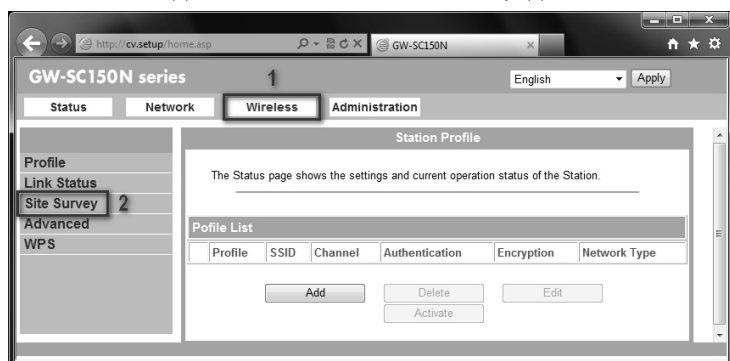 http://cv.setup/home.asp
GW-SC150N
GW-SC150N series
1
English
Apply
Status Network Wireless Administration
Station Profile
Profile
Link Status
Site Survey 2
Advanced
WPS
The Status page shows the settings and current operation status of the Station.
Pofile List
Profile SSID Channel Authentication Encryption Network Type
Add Delete Edit
Activate